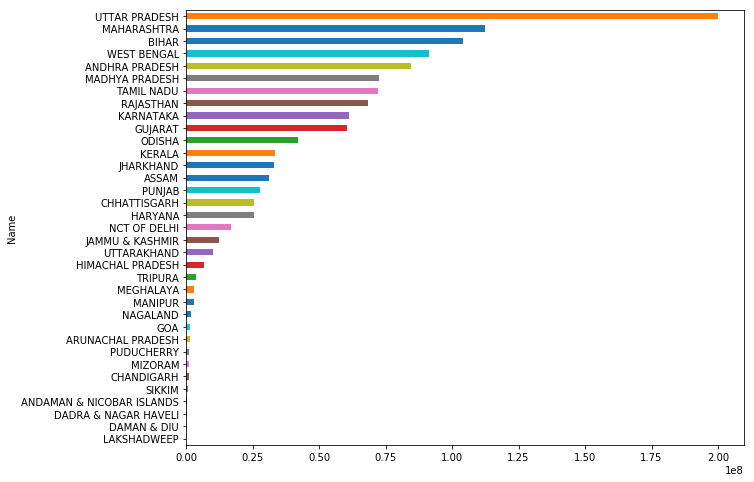 UTTAR PRADESH
MAHARASHTRA
BIHAR
WEST BENGAL
ANDHRA PRADESH
MADHYA PRADESH
TAMIL NADU
RAJASTHAN
KARNATAKA
GUJARAT
ODISHA
KERALA
JHARKHAND
ASSAM
PUNJAB
CHHATTISGARH
HARYANA
NCT OF DELHI
JAMMU & KASHMIR
UTTARAKHAND
HIMACHAL PRADESH
TRIPURA
MEGHALAYA
MANIPUR
NAGALAND
GOA
ARUNACHAL PRADESH
PUDUCHERRY
MIZORAM
CHANDIGARH
SIKKIM
ANDAMAN & NICOBAR ISLANDS
DADRA & NAGAR HAVELI
DAMAN & DIU
LAKSHADWEEP
Name
0.00 0.25 0.50 0.75 1.00 1.25 1.50 1.75 2.00
1e8